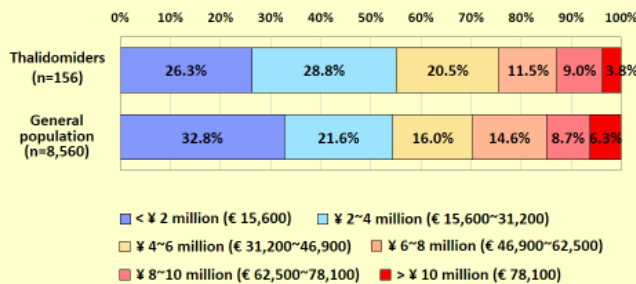 0% 10% 20% 30% 40% 50% 60% 70% 80% 90% 100%
Thalidomiders
(n=156)
26.3% 28.8% 20.5% 11.5% 9.0% 3.8%
General
population
(n=8,560)
32.8% 21.6% 16.0% 14.6% 8.7% 6.3%
< ¥ 2 million (€ 15,600) ¥ 2~4 million (€ 15,600~31,200)
¥ 4~6 million (€ 31,200~46,900) ¥ 6~8 million (€ 46,900~62,500)
¥ 8~10 million (€ 62,500~78,100) > ¥ 10 million (€ 78,100)